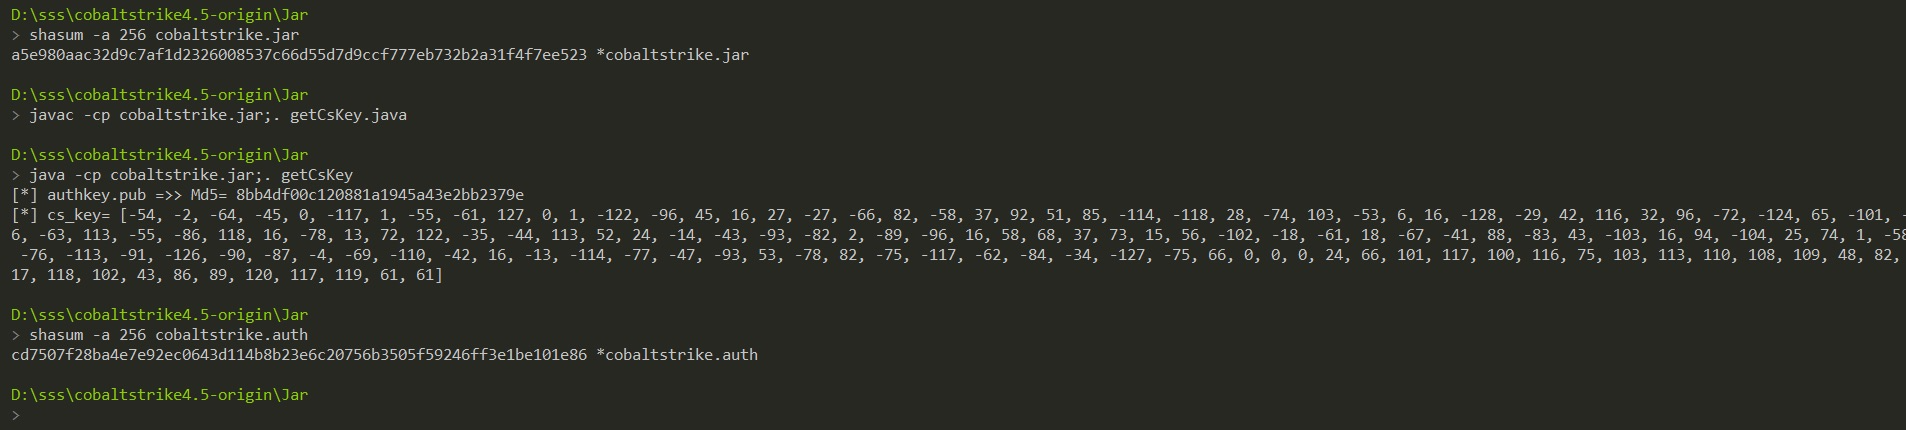 D:\sss\cobaltstrike4.5-origin\Jar
> shasum -a 256 cobaltstrike.jar
a5e980aac32d9c7af1d2326008537c66d55d7d9ccf777eb732b2a31f4f7ee523 *cobaltstrike.jar
D:\sss\cobaltstrike4.5-origin\Jar
> javac -cp cobaltstrike.jar;. getCsKey.java
D:\sss\cobaltstrike4.5-origin\Jar
> java -cp cobaltstrike.jar;. getCsKey
[*] authkey.pub =>> Md5= 8bb4df00c120881a1945a43e2bb2379e
[*] cs_key= [-54, -2, -64, -45, 0, -117, 1, -55, -61, 127, 0, 1, -122, -96, 45, 16, 27, -27, -66, 82, -58, 37, 92, 51, 85, -114, -118, 28, -74, 103, -53, 6, 16, -128, -29, 42, 116, 32, 96, -72, -124, 65, -101, -
6, -63, 113, -55, -86, 118, 16, -78, 13, 72, 122, -35, -44, 113, 52, 24, -14, -43, -93, -82, 2, -89, -96, 16, 58, 68, 37, 73, 15, 56, -102, -18, -61, 18, -67, -41, 88, -83, 43, -103, 16, 94, -104, 25, 74, 1, -58
-76, -113, -91, -126, -90, -87, -4, -69, -110, -42, 16, -13, -114, -77, -47, -93, 53, -78, 82, -75, -117, -62, -84, -34, -127, -75, 66, 0, 0, 0, 24, 66, 101, 117, 100, 116, 75, 103, 113, 110, 108, 109, 48, 82,
17, 118, 102, 43, 86, 89, 120, 117, 119, 61, 61]
D:\sss\cobaltstrike4.5-origin\Jar
> shasum -a 256 cobaltstrike.auth
cd7507f28ba4e7e92ec0643d114b8b23e6c20756b3505f59246ff3e1be101e86 *cobaltstrike.auth
D:\sss\cobaltstrike4.5-origin\Jar
>